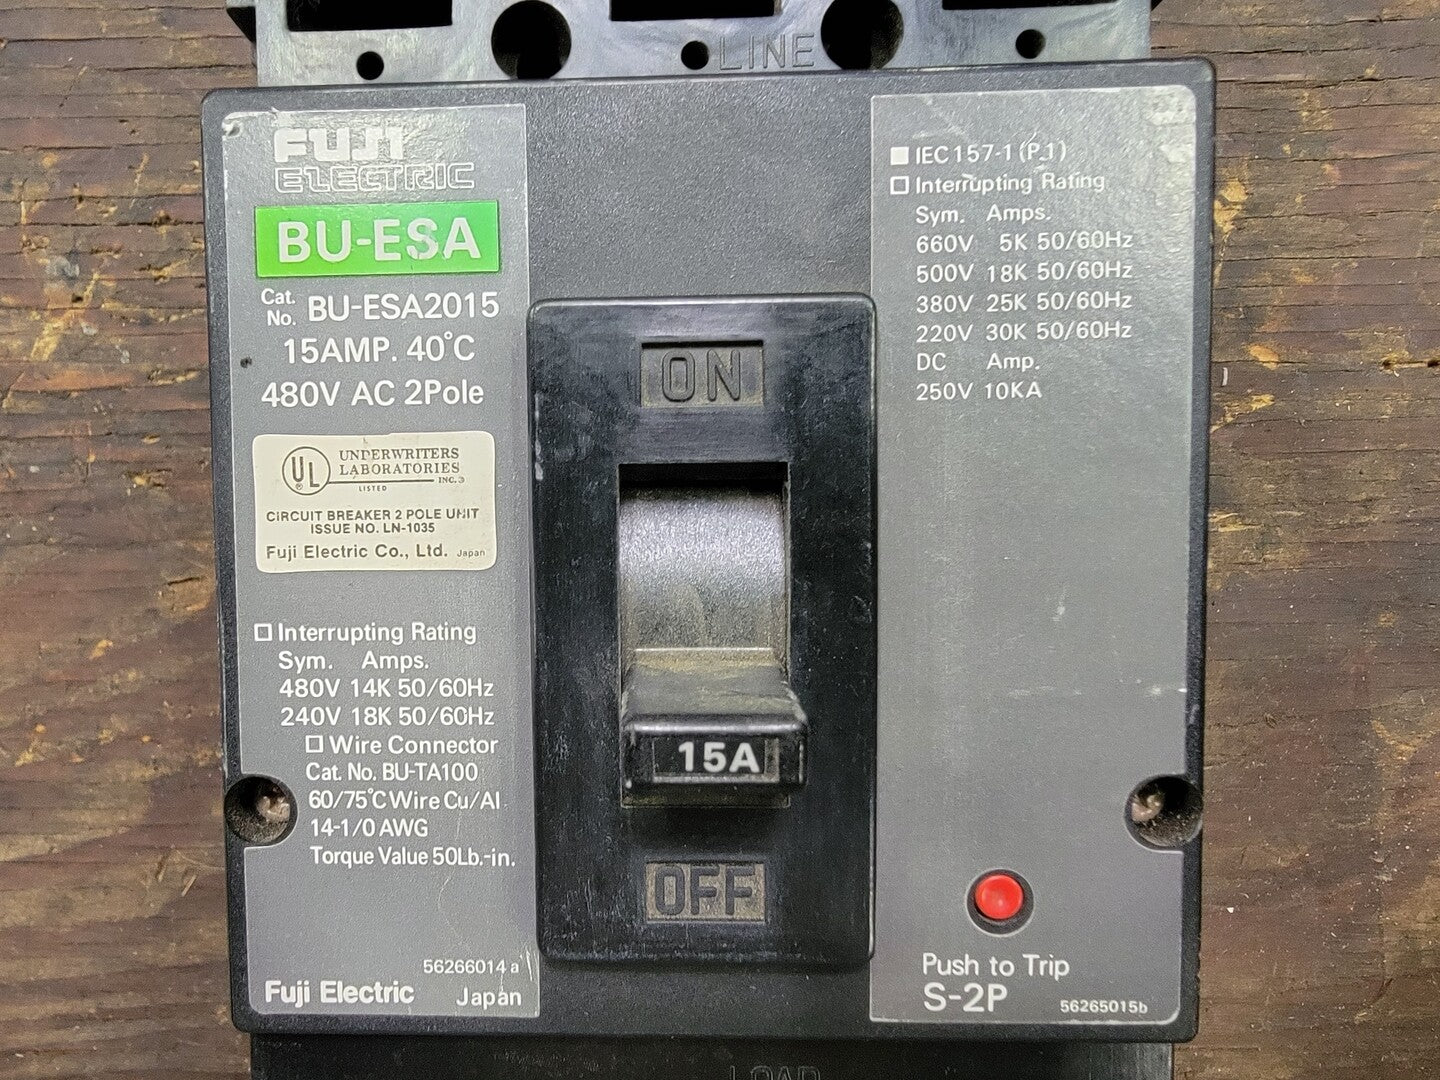 LINE
FUJI
ELECTRIC
BU-ESA
Cat. No. BU-ESA2015
15AMP. 40°C
480V AC 2Pole
UL ® UNDERWRITERS
LABORATORIES
INC.®
LISTED
CIRCUIT BREAKER 2 POLE UNIT
ISSUE NO. LN-1035
Fuji Electric Co., Ltd. Japan
□ Interrupting Rating
Sym. Amps.
480V 14K 50/60Hz
240V 18K 50/60Hz
□ Wire Connector
Cat. No. BU-TA100
60/75°C Wire Cu/Al
14-1/0 AWG
Torque Value 50Lb.-in.
56266014 a
Fuji Electric Japan
ON
15A
OFF
■ IEC157-1 (P.1)
□ Interrupting Rating
Sym. Amps.
660V 5K 50/60Hz
500V 18K 50/60Hz
380V 25K 50/60Hz
220V 30K 50/60Hz
DC Amp.
250V 10KA
Push to Trip
S-2P 56265015b
LOAD